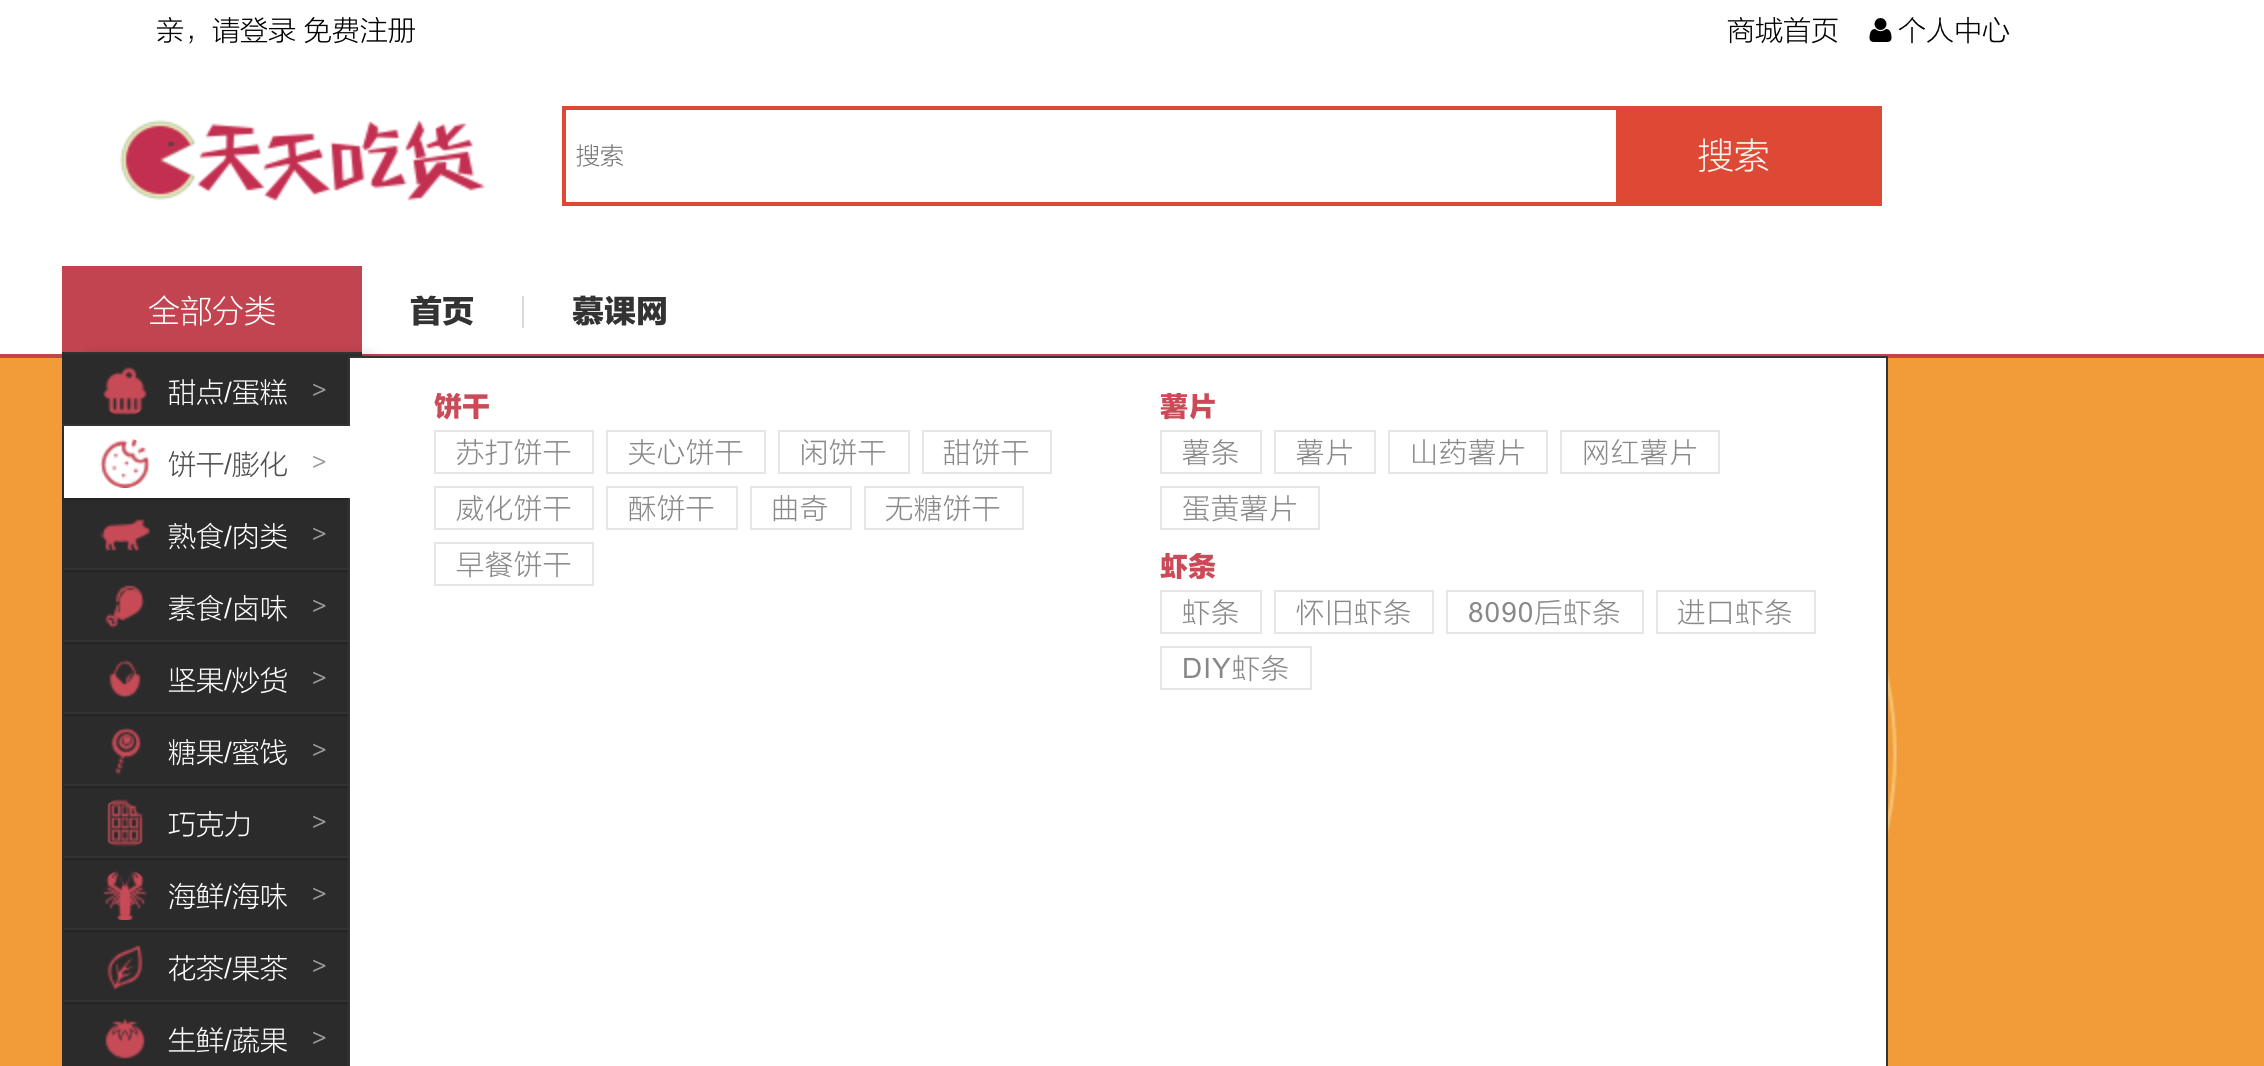 亲，请登录 免费注册
商城首页 个人中心
天天吃货
搜索
搜索
全部分类
首页
慕课网
甜点/蛋糕 >
饼干/膨化 >
熟食/肉类 >
素食/卤味 >
坚果/炒货 >
糖果/蜜饯 >
巧克力 >
海鲜/海味 >
花茶/果茶 >
生鲜/蔬果 >
饼干
苏打饼干 夹心饼干 闲饼干 甜饼干
威化饼干 酥饼干 曲奇 无糖饼干
早餐饼干
薯片
薯条 薯片 山药薯片 网红薯片
蛋黄薯片
虾条
虾条 怀旧虾条 8090后虾条 进口虾条
DIY虾条